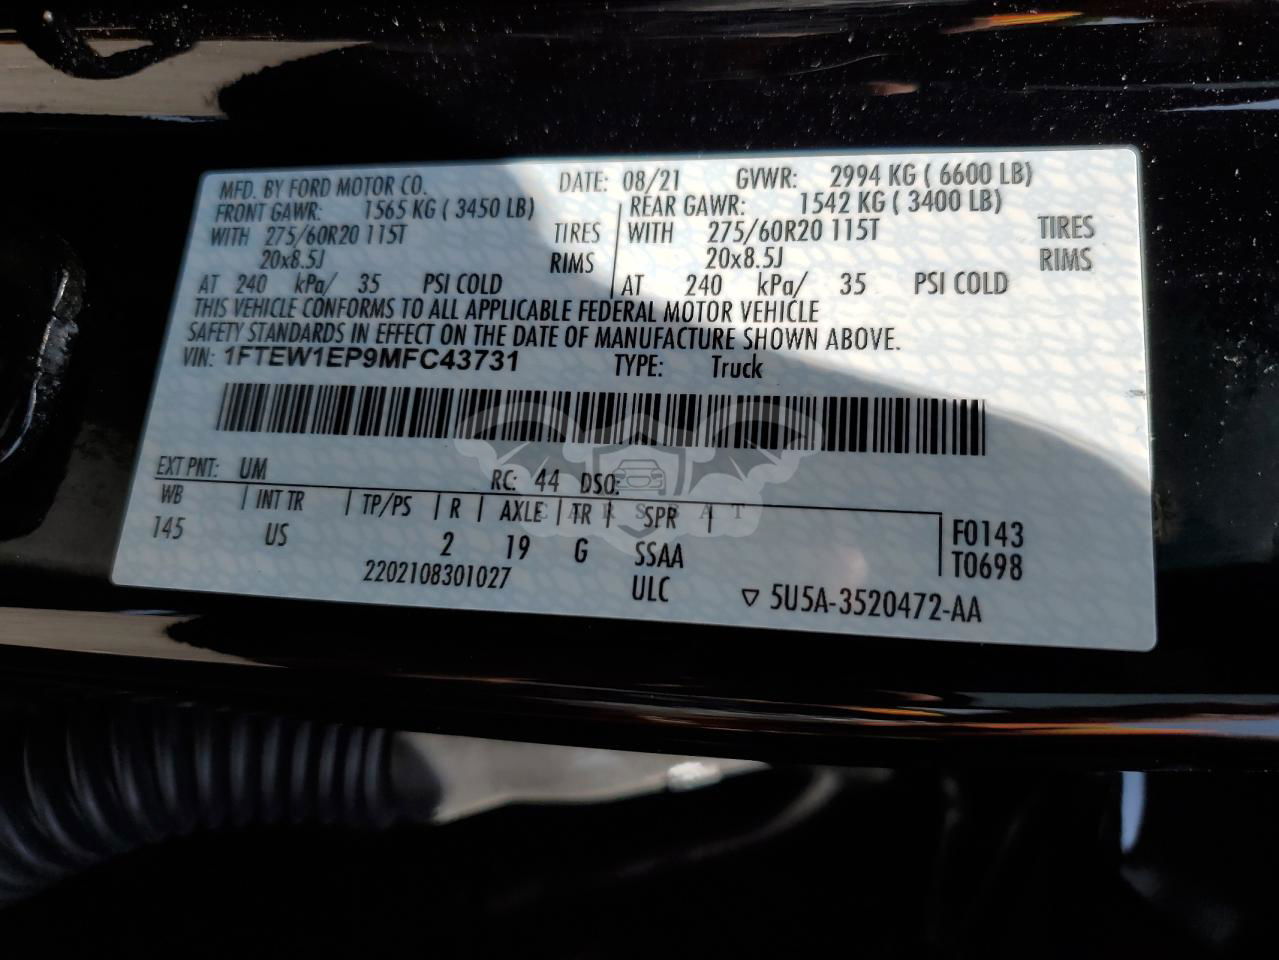 MFD. BY FORD MOTOR CO. DATE: 08/21 GVWR: 2994 KG ( 6600 LB)
FRONT GAWR: 1565 KG ( 3450 LB) REAR GAWR: 1542 KG ( 3400 LB)
WITH 275/60R20 115T TIRES WITH 275/60R20 115T TIRES
20x8.5J RIMS 20x8.5J RIMS
AT 240 kPa/ 35 PSI COLD AT 240 kPa/ 35 PSI COLD
THIS VEHICLE CONFORMS TO ALL APPLICABLE FEDERAL MOTOR VEHICLE
SAFETY STANDARDS IN EFFECT ON THE DATE OF MANUFACTURE SHOWN ABOVE.
VIN: 1FTEW1EP9MFC43731 TYPE: Truck
EXT PNT: UM RC: 44 DSO:
WB INT TR TP/PS R AXLE TR SPR F0143
145 US 2 19 G SSAA T0698
2202108301027 ULC ▽ 5U5A-3520472-AA
CARSBAT